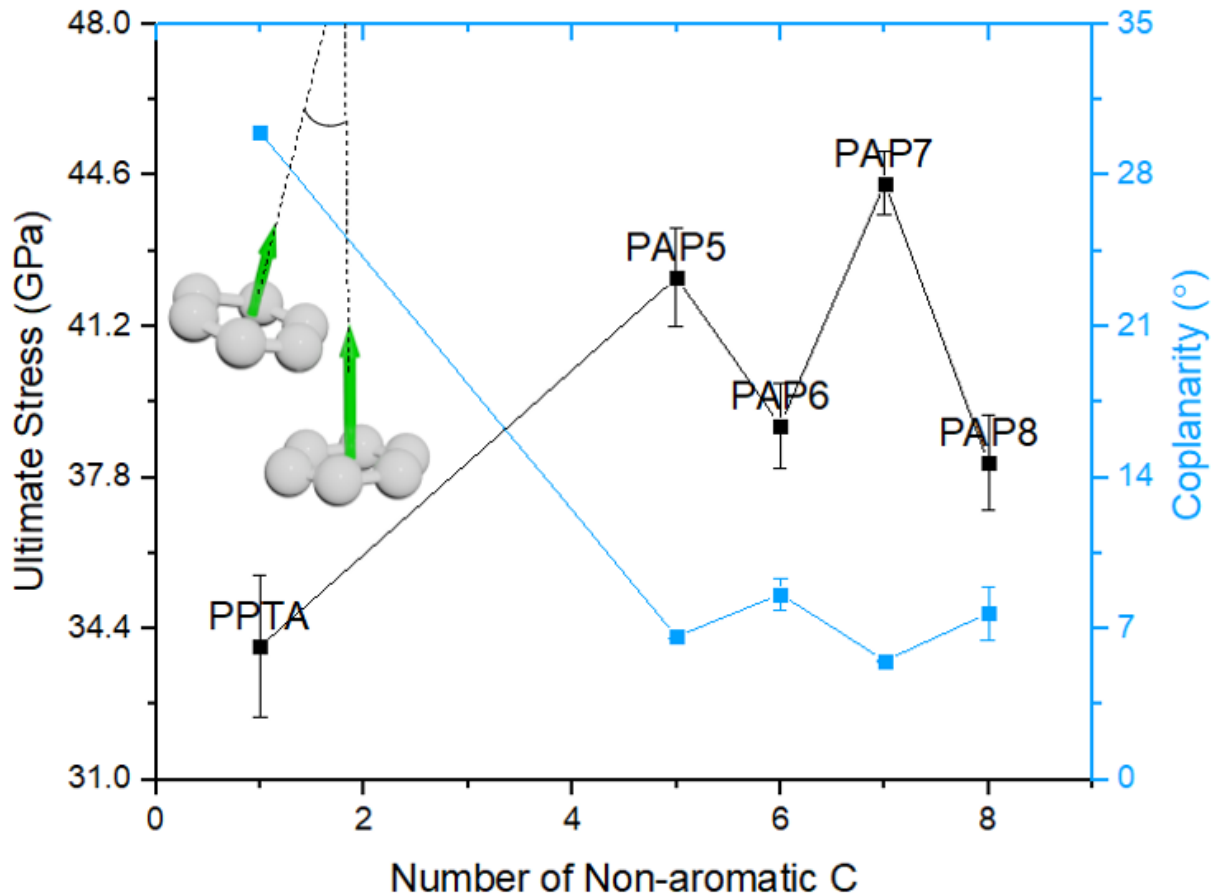 48.0
44.6
41.2
37.8
34.4
31.0
Ultimate Stress (GPa)
PPTA
PAP5
PAP6
PAP7
PAP8
35
28
21
14
7
0
Coplanarity (°)
0 2 4 6 8
Number of Non-aromatic C